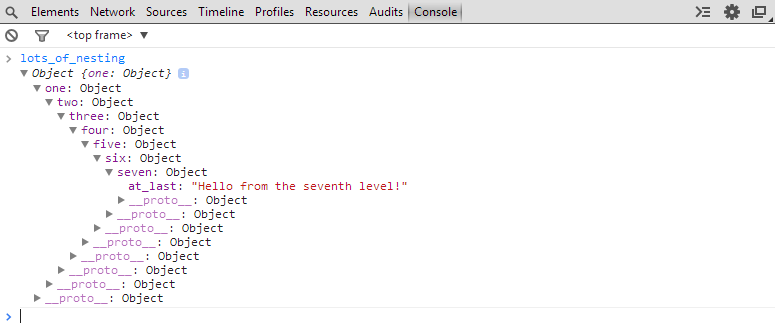 Elements Network Sources Timeline Profiles Resources Audits Console
<top frame>
lots_of_nesting
Object {one: Object} i
one: Object
two: Object
three: Object
four: Object
five: Object
six: Object
seven: Object
at_last: "Hello from the seventh level!"
__proto__: Object
__proto__: Object
__proto__: Object
__proto__: Object
__proto__: Object
__proto__: Object
__proto__: Object
__proto__: Object